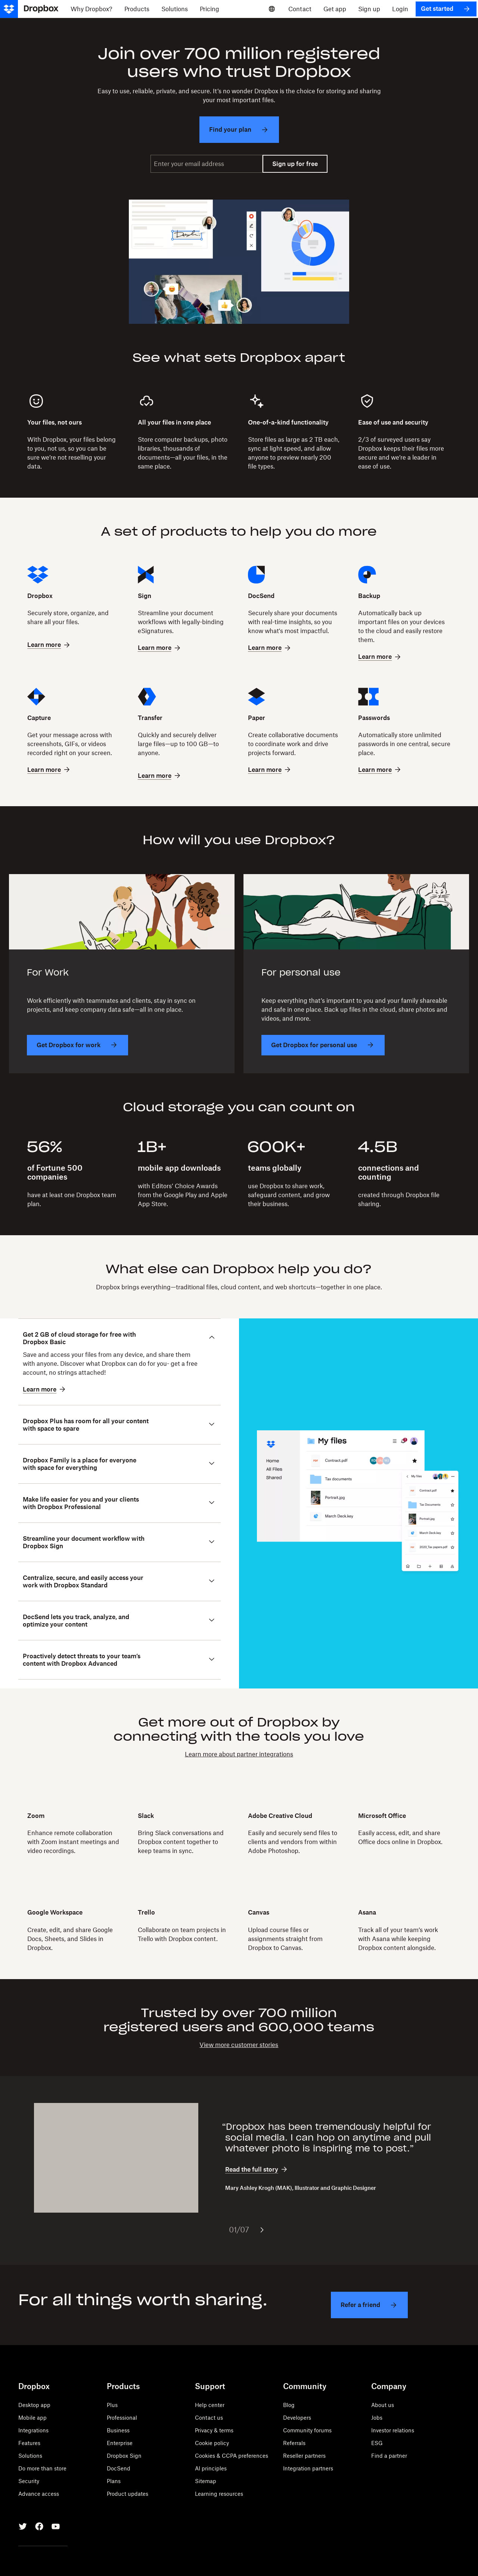 Dropbox
Why Dropbox?
Products
Solutions
Pricing
Contact
Get app
Sign up
Login
Get started
Join over 700 million registered
users who trust Dropbox
Easy to use, reliable, private, and secure. It's no wonder Dropbox is the choice for storing and sharing
your most important files.
Find your plan
Enter your email address
Sign up for free
See what sets Dropbox apart
Your files, not ours
With Dropbox, your files belong
to you, not us, so you can be
sure we're not reselling your
data.
All your files in one place
Store computer backups, photo
libraries, thousands of
documents—all your files, in the
same place.
One-of-a-kind functionality
Store files as large as 2 TB each,
sync at light speed, and allow
anyone to preview nearly 200
file types.
Ease of use and security
2/3 of surveyed users say
Dropbox keeps their files more
secure and we're a leader in
ease of use.
A set of products to help you do more
Dropbox
Securely store, organize, and
share all your files.
Learn more
Sign
Streamline your document
workflows with legally-binding
eSignatures.
Learn more
DocSend
Securely share your documents
with real-time insights, so you
know what's most impactful.
Learn more
Backup
Automatically back up
important files on your devices
to the cloud and easily restore
them.
Learn more
Capture
Get your message across with
screenshots, GIFs, or videos
recorded right on your screen.
Learn more
Transfer
Quickly and securely deliver
large files—up to 100 GB—to
anyone.
Learn more
Paper
Create collaborative documents
to coordinate work and drive
projects forward.
Learn more
Passwords
Automatically store unlimited
passwords in one central, secure
place.
Learn more
How will you use Dropbox?
For Work
Work efficiently with teammates and clients, stay in sync on
projects, and keep company data safe—all in one place.
Get Dropbox for work
For personal use
Keep everything that's important to you and your family shareable
and safe in one place. Back up files in the cloud, share photos and
videos, and more.
Get Dropbox for personal use
Cloud storage you can count on
56%
of Fortune 500
companies
have at least one Dropbox team
plan.
1B+
mobile app downloads
with Editors' Choice Awards
from the Google Play and Apple
App Store.
600K+
teams globally
use Dropbox to share work,
safeguard content, and grow
their business.
4.5B
connections and
counting
created through Dropbox file
sharing.
What else can Dropbox help you do?
Dropbox brings everything—traditional files, cloud content, and web shortcuts—together in one place.
Get 2 GB of cloud storage for free with
Dropbox Basic
Save and access your files from any device, and share them
with anyone. Discover what Dropbox can do for you- get a free
account, no strings attached!
Learn more
Dropbox Plus has room for all your content
with space to spare
Dropbox Family is a place for everyone
with space for everything
Make life easier for you and your clients
with Dropbox Professional
Streamline your document workflow with
Dropbox Sign
Centralize, secure, and easily access your
work with Dropbox Standard
DocSend lets you track, analyze, and
optimize your content
Proactively detect threats to your team's
content with Dropbox Advanced
Home
All Files
Shared
My files
Contract.pdf
Tax documents
Portrait.jpg
March Deck.key
My files
Contract.pdf
Tax Documents
Portrait.jpg
March Deck.key
2020_Tax papers.pdf
Get more out of Dropbox by
connecting with the tools you love
Learn more about partner integrations
Zoom
Enhance remote collaboration
with Zoom instant meetings and
video recordings.
Slack
Bring Slack conversations and
Dropbox content together to
keep teams in sync.
Adobe Creative Cloud
Easily and securely send files to
clients and vendors from within
Adobe Photoshop.
Microsoft Office
Easily access, edit, and share
Office docs online in Dropbox.
Google Workspace
Create, edit, and share Google
Docs, Sheets, and Slides in
Dropbox.
Trello
Collaborate on team projects in
Trello with Dropbox content.
Canvas
Upload course files or
assignments straight from
Dropbox to Canvas.
Asana
Track all of your team's work
with Asana while keeping
Dropbox content alongside.
Trusted by over 700 million
registered users and 600,000 teams
View more customer stories
“Dropbox has been tremendously helpful for
social media. I can hop on anytime and pull
whatever photo is inspiring me to post.”
Read the full story
Mary Ashley Krogh (MAK), Illustrator and Graphic Designer
01/07
For all things worth sharing.
Refer a friend
Dropbox
Desktop app
Mobile app
Integrations
Features
Solutions
Do more than store
Security
Advance access
Products
Plus
Professional
Business
Enterprise
Dropbox Sign
DocSend
Plans
Product updates
Support
Help center
Contact us
Privacy & terms
Cookie policy
Cookies & CCPA preferences
AI principles
Sitemap
Learning resources
Community
Blog
Developers
Community forums
Referrals
Reseller partners
Integration partners
Company
About us
Jobs
Investor relations
ESG
Find a partner